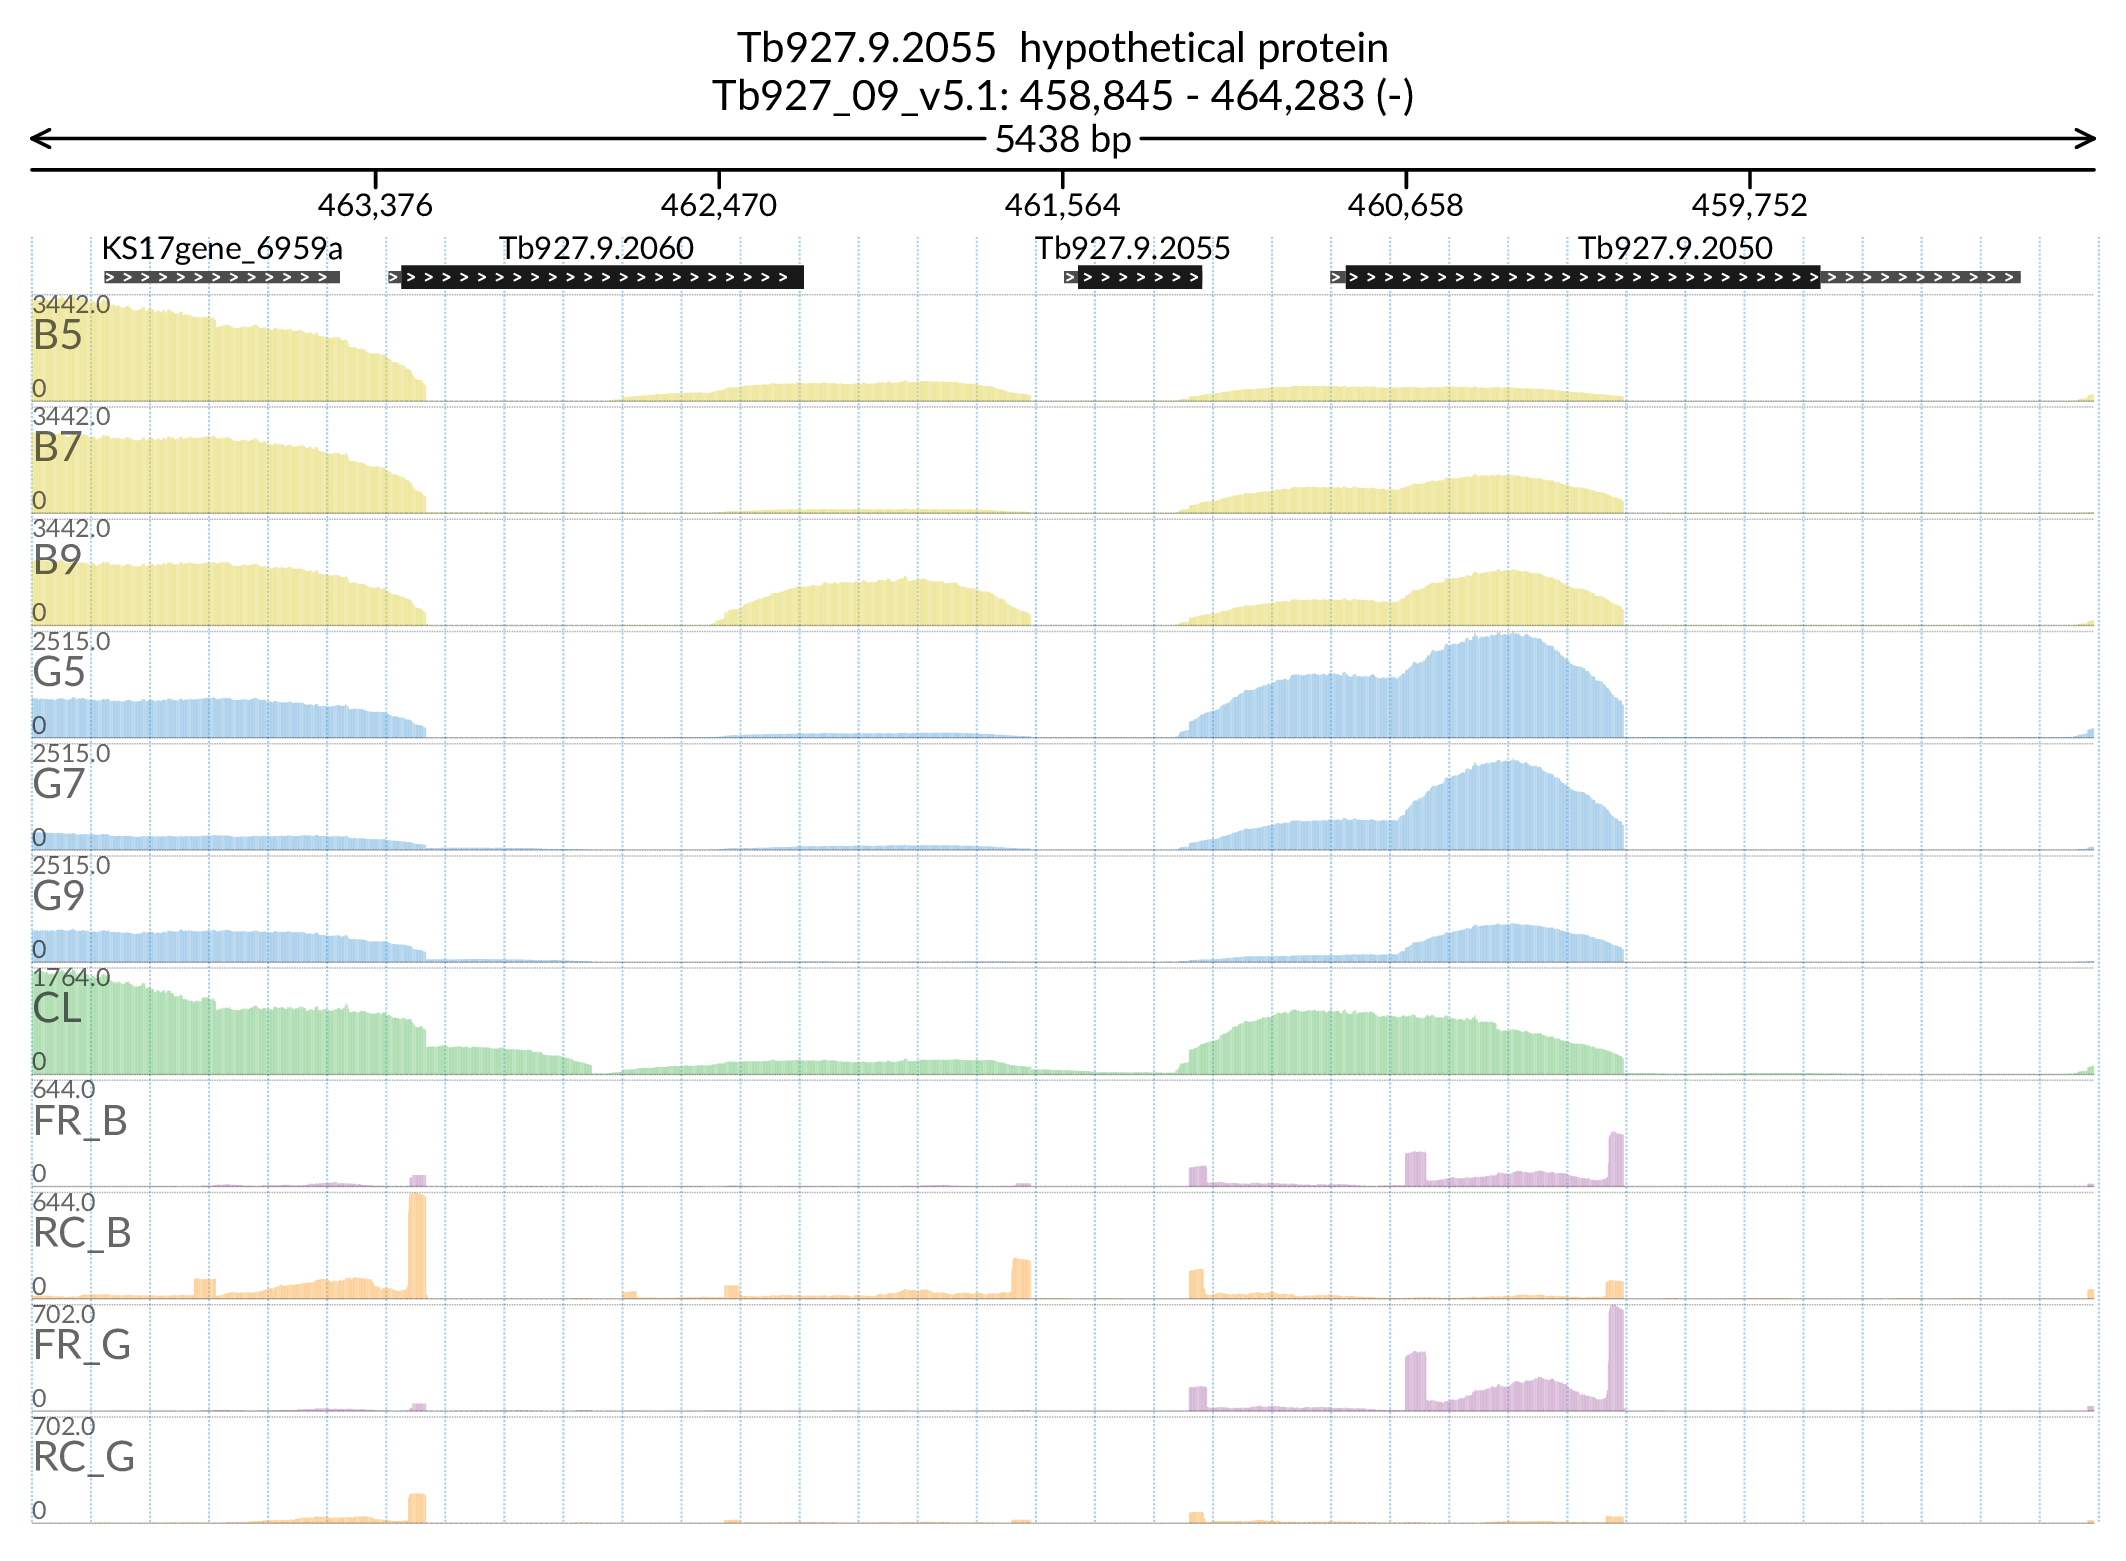 Tb927.9.2055 hypothetical protein
Tb927_09_v5.1: 458,845 - 464,283 (-)
5438 bp
463,376 462,470 461,564 460,658 459,752
KS17gene_6959a Tb927.9.2060 Tb927.9.2055 Tb927.9.2050
3442.0
B5
0
3442.0
B7
0
3442.0
B9
0
2515.0
G5
0
2515.0
G7
0
2515.0
G9
0
1764.0
CL
0
644.0
FR_B
0
644.0
RC_B
0
702.0
FR_G
0
702.0
RC_G
0